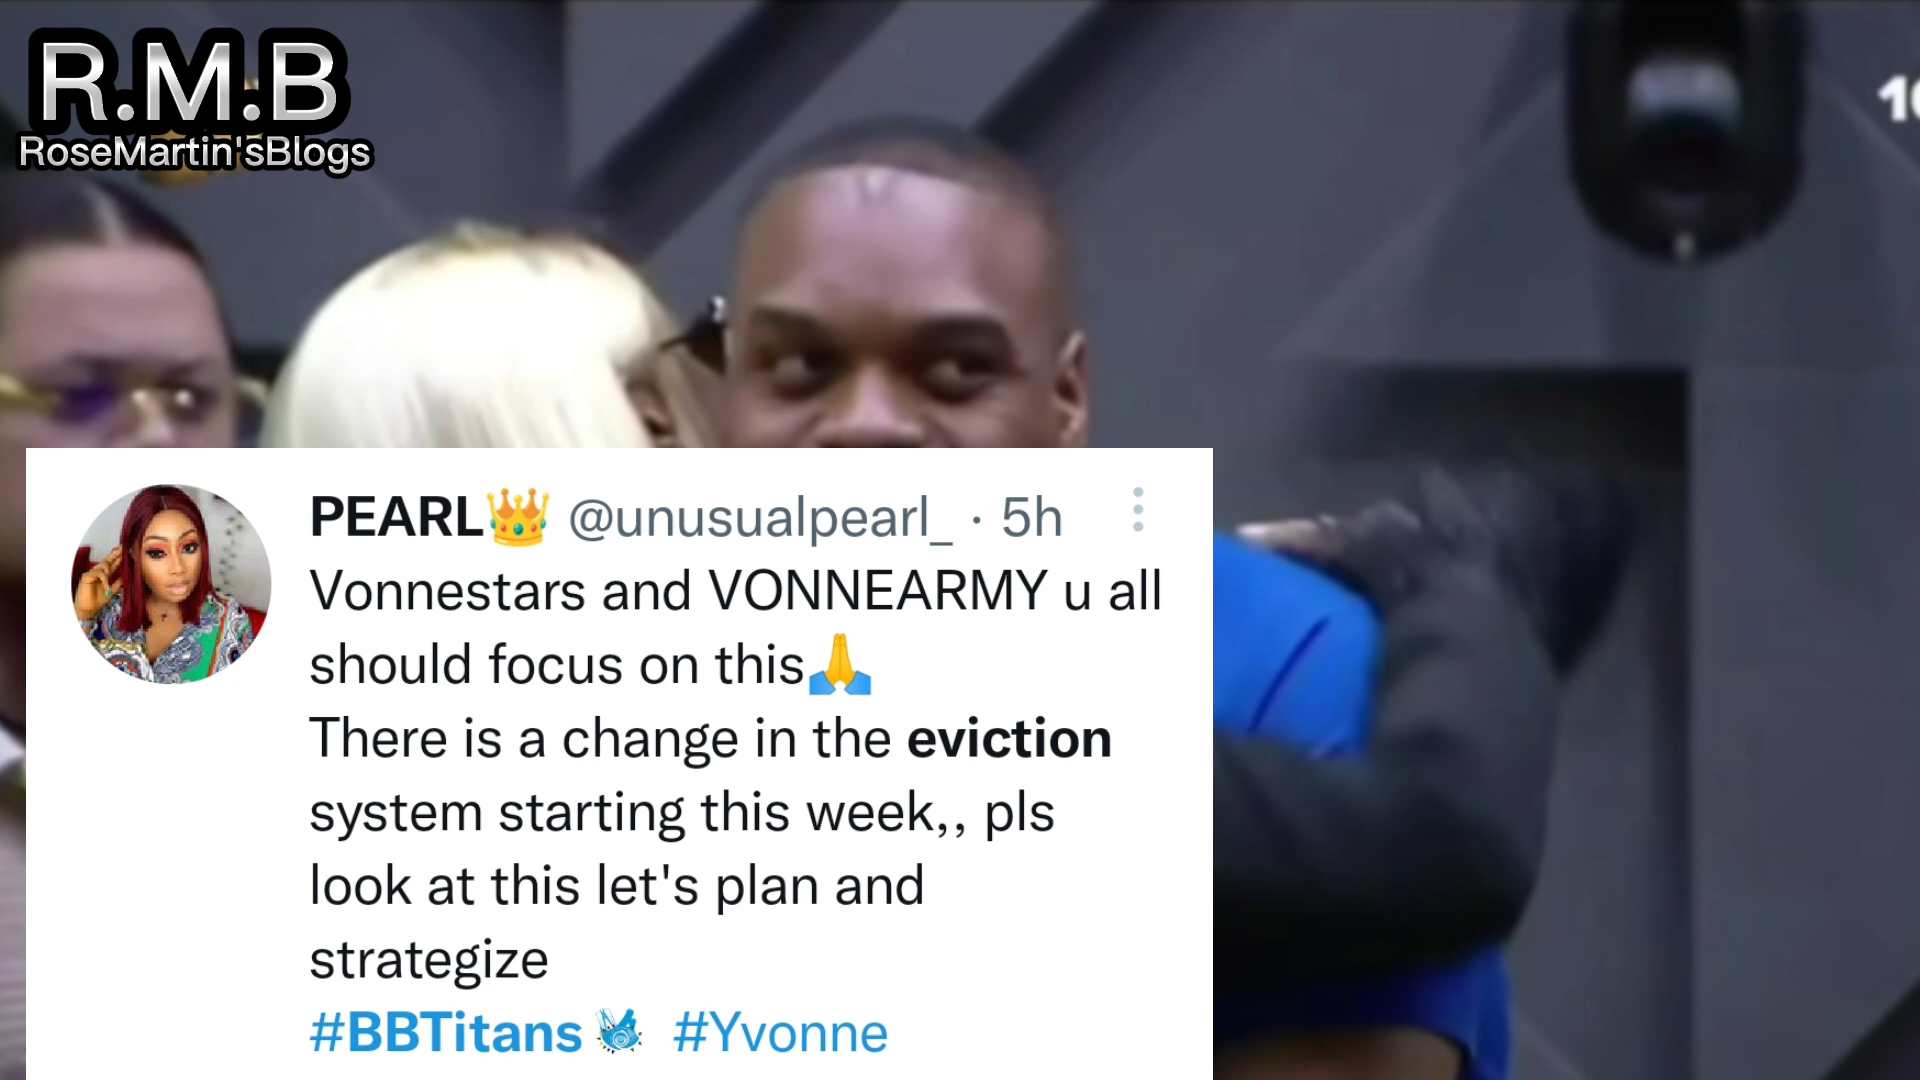 R.M.B
RoseMartin'sBlogs
PEARL👑 @unusualpearl_ · 5h
Vonnestars and VONNEARMY u all
should focus on this🙏
There is a change in the eviction
system starting this week,, pls
look at this let's plan and
strategize
#BBTitans #Yvonne